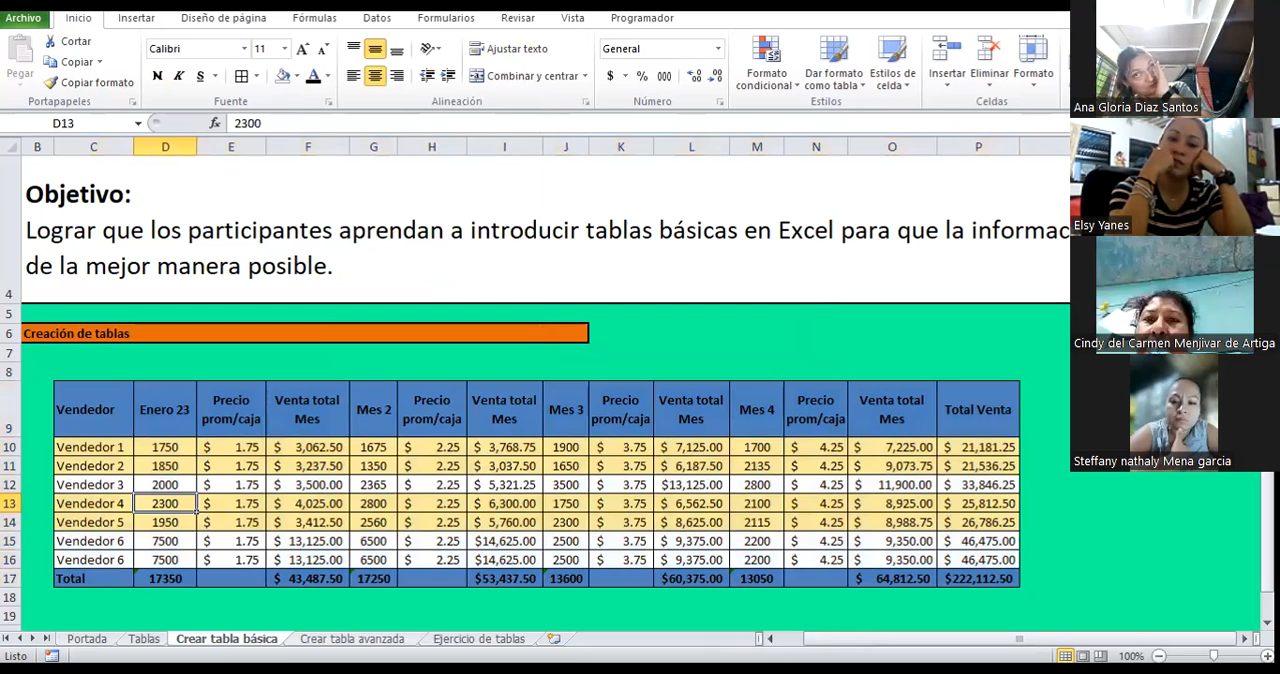 Archivo Inicio Insertar Diseño de página Fórmulas Datos Formularios Revisar Vista Programador
Pegar
Cortar
Copiar
Copiar formato
Portapapeles
Calibri 11
N K S A
Fuente
Ajustar texto
Combinar y centrar
Alineación
General
$ % 000
Número
Formato condicional
Dar formato como tabla
Estilos de celda
Estilos
Insertar Eliminar Formato
Celdas
D13 fx 2300
B C D E F G H I J K L M N O P
4
Objetivo:
Lograr que los participantes aprendan a introducir tablas básicas en Excel para que la informac
de la mejor manera posible.
5
6 Creación de tablas
7
8
9 Vendedor Enero 23 Precio prom/caja Venta total Mes Mes 2 Precio prom/caja Venta total Mes Mes 3 Precio prom/caja Venta total Mes Mes 4 Precio prom/caja Venta total Mes Total Venta
10 Vendedor 1 1750 $ 1.75 $ 3,062.50 1675 $ 2.25 $ 3,768.75 1900 $ 3.75 $ 7,125.00 1700 $ 4.25 $ 7,225.00 $ 21,181.25
11 Vendedor 2 1850 $ 1.75 $ 3,237.50 1350 $ 2.25 $ 3,037.50 1650 $ 3.75 $ 6,187.50 2135 $ 4.25 $ 9,073.75 $ 21,536.25
12 Vendedor 3 2000 $ 1.75 $ 3,500.00 2365 $ 2.25 $ 5,321.25 3500 $ 3.75 $13,125.00 2800 $ 4.25 $ 11,900.00 $ 33,846.25
13 Vendedor 4 2300 $ 1.75 $ 4,025.00 2800 $ 2.25 $ 6,300.00 1750 $ 3.75 $ 6,562.50 2100 $ 4.25 $ 8,925.00 $ 25,812.50
14 Vendedor 5 1950 $ 1.75 $ 3,412.50 2560 $ 2.25 $ 5,760.00 2300 $ 3.75 $ 8,625.00 2115 $ 4.25 $ 8,988.75 $ 26,786.25
15 Vendedor 6 7500 $ 1.75 $ 13,125.00 6500 $ 2.25 $14,625.00 2500 $ 3.75 $ 9,375.00 2200 $ 4.25 $ 9,350.00 $ 46,475.00
16 Vendedor 6 7500 $ 1.75 $ 13,125.00 6500 $ 2.25 $14,625.00 2500 $ 3.75 $ 9,375.00 2200 $ 4.25 $ 9,350.00 $ 46,475.00
17 Total 17350 $ 43,487.50 17250 $53,437.50 13600 $60,375.00 13050 $ 64,812.50 $222,112.50
18
19
Portada Tablas Crear tabla básica Crear tabla avanzada Ejercicio de tablas
Listo 100%
Ana Gloria Diaz Santos
Elsy Yanes
Cindy del Carmen Menjivar de Artiga
Steffany nathaly Mena garcia